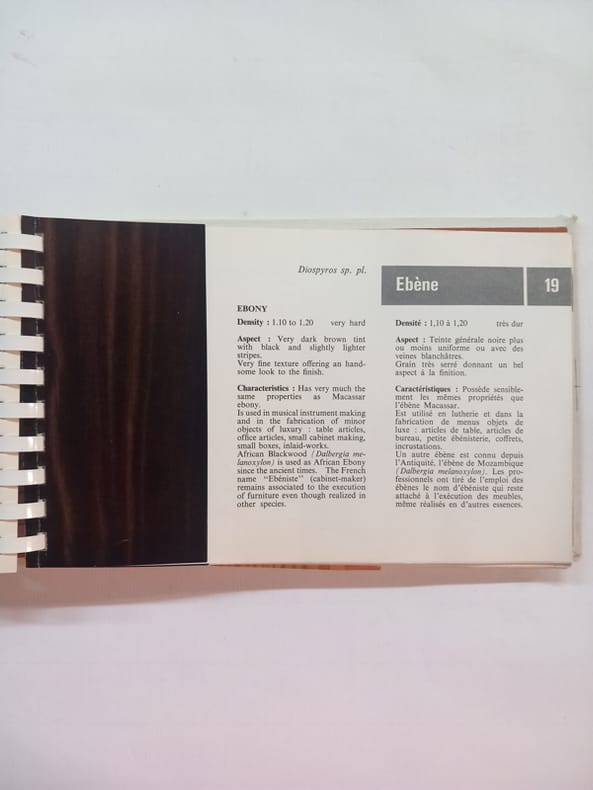 Diospyros sp. pl.
Ebène
19
EBONY
Density : 1.10 to 1.20 very hard
Aspect : Very dark brown tint
with black and slightly lighter
stripes.
Very fine texture offering an hand-
some look to the finish.
Characteristics : Has very much the
same properties as Macassar
ebony.
Is used in musical instrument making
and in the fabrication of minor
objects of luxury : table articles,
office articles, small cabinet making,
small boxes, inlaid-works.
African Blackwood (Dalbergia me-
lanoxylon) is used as African Ebony
since the ancient times. The French
name "Ebéniste" (cabinet-maker)
remains associated to the execution
of furniture even though realized in
other species.
Densité : 1,10 à 1,20 très dur
Aspect : Teinte générale noire plus
ou moins uniforme ou avec des
veines blanchâtres.
Grain très serré donnant un bel
aspect à la finition.
Caractéristiques : Possède sensible-
ment les mêmes propriétés que
l'ébène Macassar.
Est utilisé en lutherie et dans la
fabrication de menus objets de
luxe : articles de table, articles de
bureau, petite ébénisterie, coffrets,
incrustations.
Un autre ébène est connu depuis
l'Antiquité, l'ébène de Mozambique
(Dalbergia melanoxylon). Les pro-
fessionnels ont tiré de l'emploi des
ébènes le nom d'ébéniste qui reste
attaché à l'exécution des meubles,
même réalisés en d'autres essences.